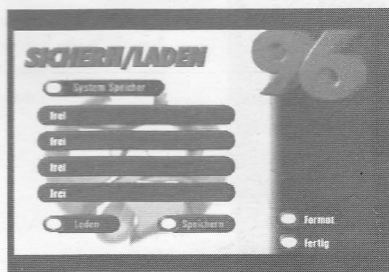 SICHERN/LADEN
96
System Speicher
frei
frei
frei
frei
Laden
Speichern
Format
fertig